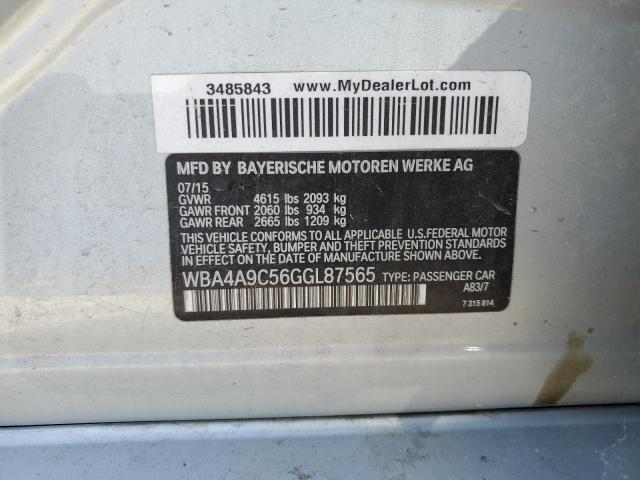 3485843 www.MyDealerLot.com
MFD BY BAYERISCHE MOTOREN WERKE AG
07/15
GVWR 4615 lbs 2093 kg
GAWR FRONT 2060 lbs 934 kg
GAWR REAR 2665 lbs 1209 kg
THIS VEHICLE CONFORMS TO ALL APPLICABLE U.S.FEDERAL MOTOR
VEHICLE SAFETY, BUMPER AND THEFT PREVENTION STANDARDS
IN EFFECT ON THE DATE OF MANUFACTURE SHOWN ABOVE.
WBA4A9C56GGL87565 TYPE: PASSENGER CAR
A83/7
7 315 814